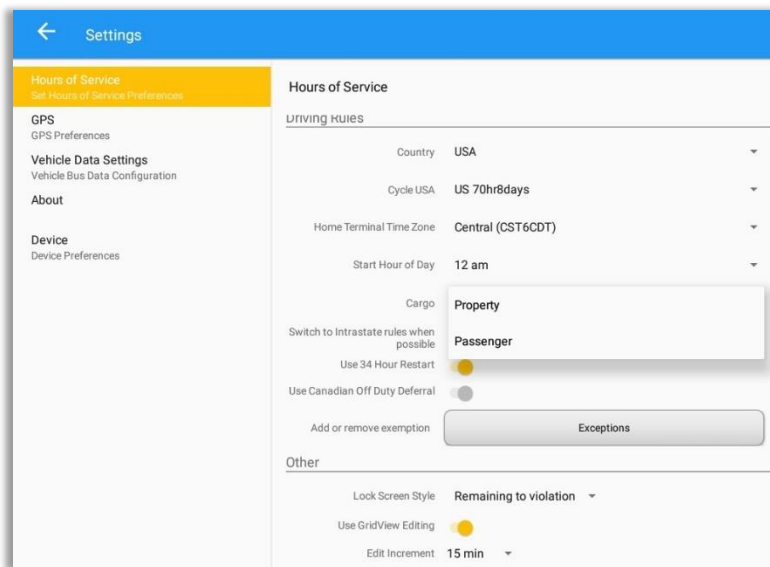 Settings
Hours of Service
Set Hours of Service Preferences
GPS
GPS Preferences
Vehicle Data Settings
Vehicle Bus Data Configuration
About
Device
Device Preferences
Hours of Service
Driving Rules
Country USA
Cycle USA US 70hr8days
Home Terminal Time Zone Central (CST6CDT)
Start Hour of Day 12 am
Cargo Property
Passenger
Switch to Intrastate rules when
possible
Use 34 Hour Restart
Use Canadian Off Duty Deferral
Add or remove exemption Exceptions
Other
Lock Screen Style Remaining to violation
Use GridView Editing
Edit Increment 15 min